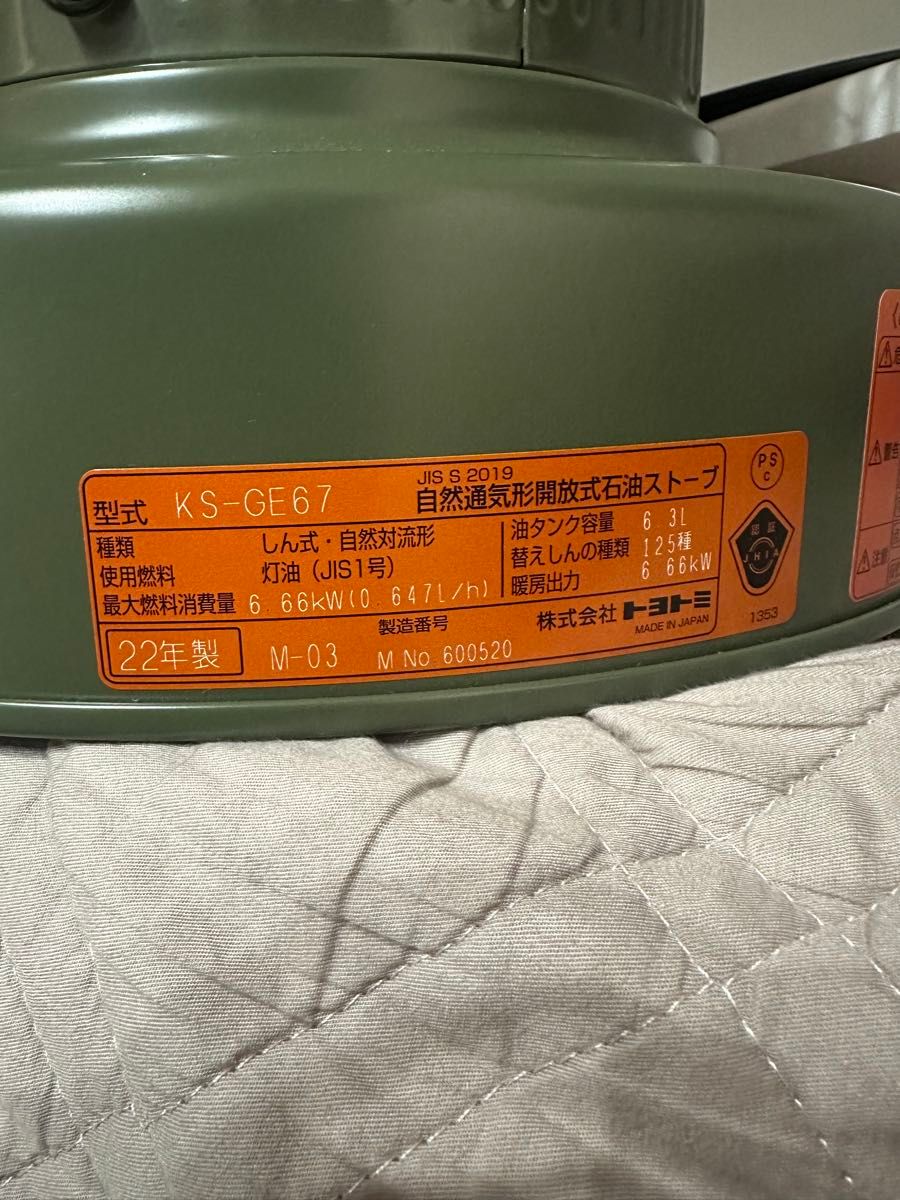 JIS S 2019
型式 KS-GE67 自然通気形開放式石油ストーブ
種類 しん式・自然対流形
使用燃料 灯油(JIS1号)
最大燃料消費量 6.66kW(0.647L/h)
油タンク容量 6.3L
替えしんの種類 125種
暖房出力 6.66kW
22年製
製造番号
M-03 M No 600520
株式会社 トヨトミ
MADE IN JAPAN
PS
C
認証
JHIA
1353
警告
注意